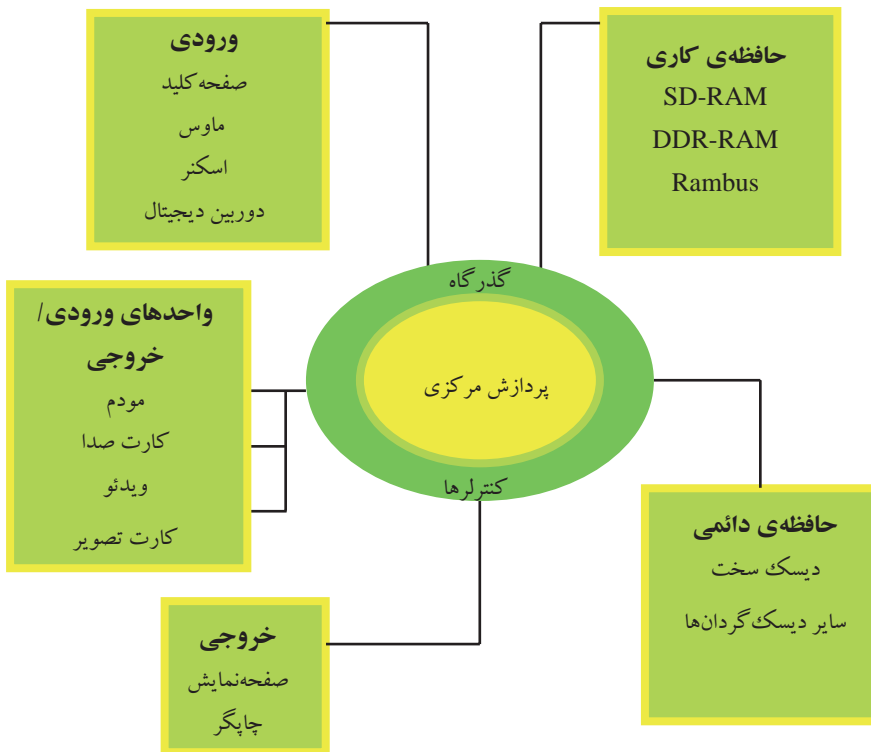 حافظه‌ی کاری
SD-RAM
DDR-RAM
Rambus
ورودی
صفحه کلید
ماوس
اسکنر
دوربین دیجیتال
گذرگاه
پردازش مرکزی
کنترلرها
واحدهای ورودی/
خروجی
مودم
کارت صدا
ویدئو
کارت تصویر
حافظه‌ی دائمی
دیسک سخت
سایر دیسک‌گردان‌ها
خروجی
صفحه‌نمایش
چاپگر